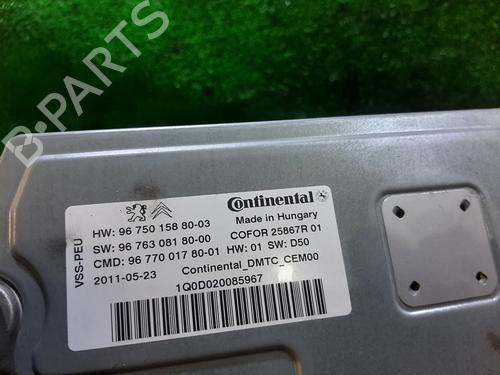 B-PARTS
Continental
Made in Hungary
VSS-PEU
HW: 96 750 158 80-03
COFOR 25867R 01
SW: 96 763 081 80-00
HW: 01 SW: D50
CMD: 96 770 017 80-01
2011-05-23
Continental_DMTC_CEM00
1Q0D020085967